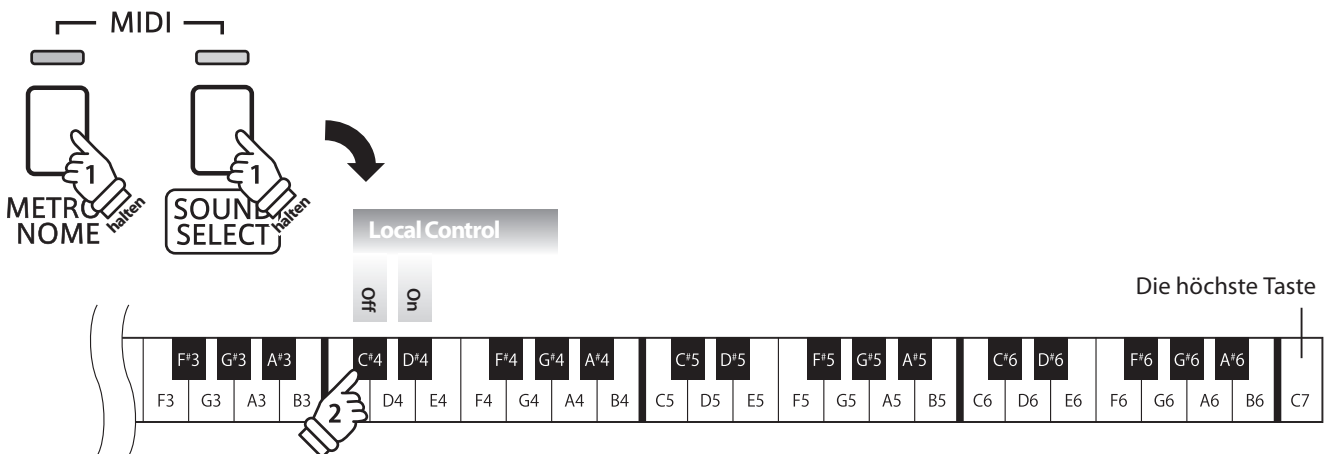 MIDI
1
1
METRO
NOME
halten
SOUND
SELECT
halten
Local Control
Off
On
Die höchste Taste
F#3 G#3 A#3 C#4 D#4 F#4 G#4 A#4 C#5 D#5 F#5 G#5 A#5 C#6 D#6 F#6 G#6 A#6
F3 G3 A3 B3 D4 E4 F4 G4 A4 B4 C5 D5 E5 F5 G5 A5 B5 C6 D6 E6 F6 G6 A6 B6 C7
2